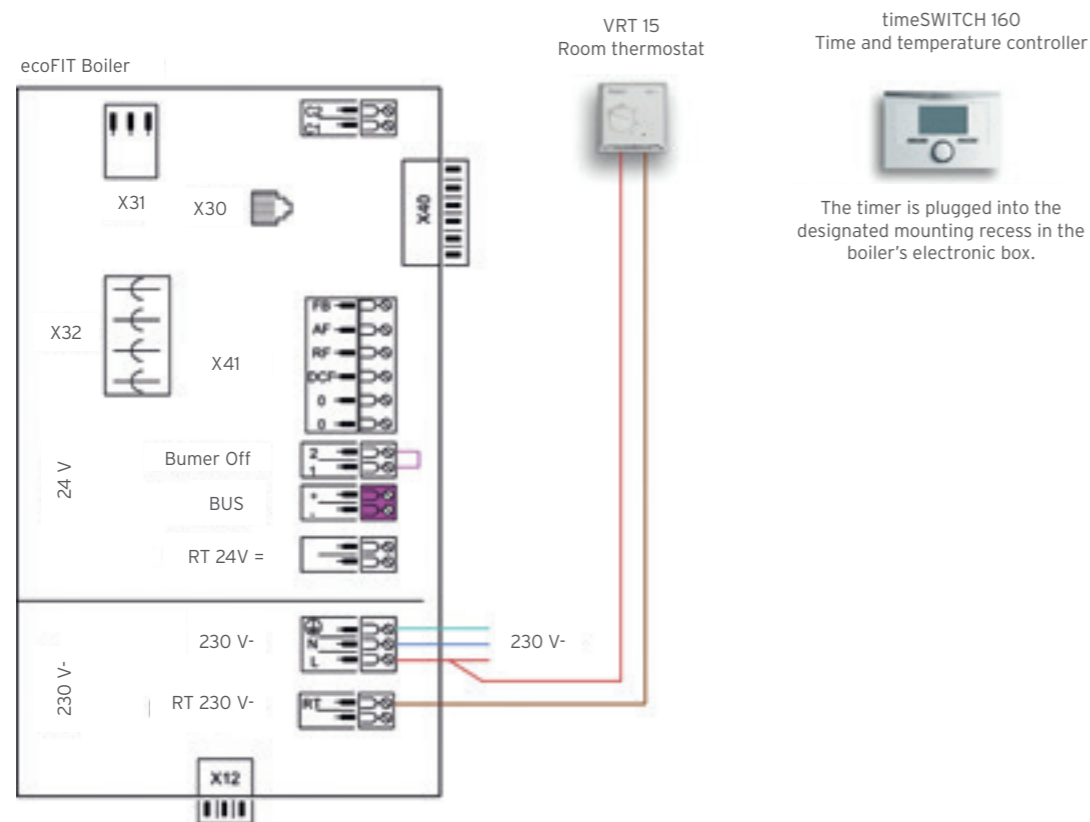 VRT 15
Room thermostat
timeSWITCH 160
Time and temperature controller
ecoFIT Boiler
C2
C1
X31
X30
X40
The timer is plugged into the
designated mounting recess in the
boiler's electronic box.
X32
X41
FB
AF
RF
DCF
0
0
24 V
Bumer Off
2
1
BUS
+
-
RT 24V =
230 V-
230 V-
N
L
230 V-
RT 230 V-
RT
X12